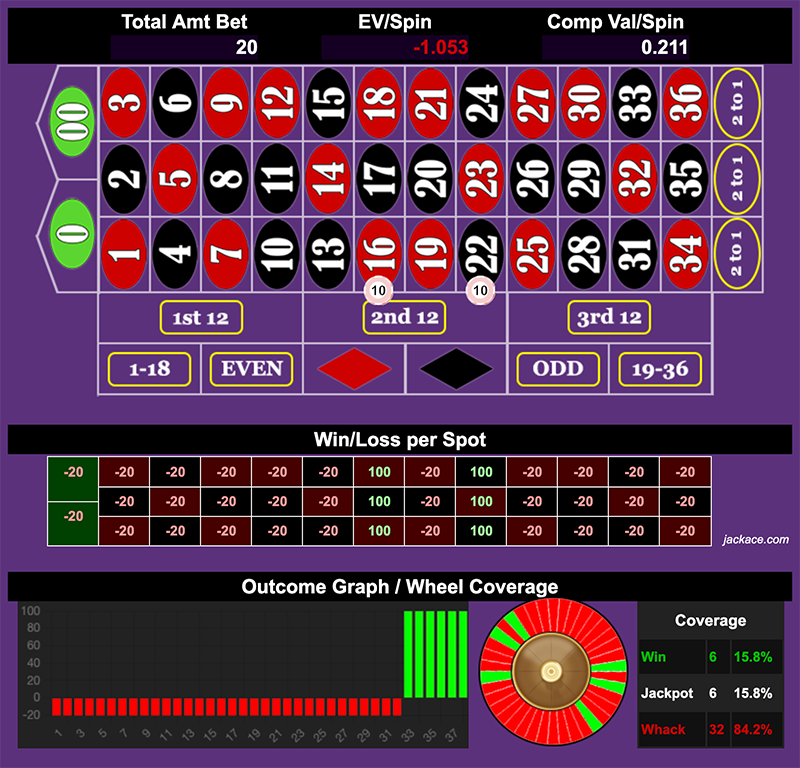 Total Amt Bet EV/Spin Comp Val/Spin
20 -1.053 0.211
00 3 6 9 12 15 18 21 24 27 30 33 36 2 to 1
2 5 8 11 14 17 20 23 26 29 32 35 2 to 1
0 1 4 7 10 13 16 19 22 25 28 31 34 2 to 1
10 10
1st 12 2nd 12 3rd 12
1-18 EVEN ODD 19-36
Win/Loss per Spot
-20 -20 -20 -20 -20 -20 100 -20 100 -20 -20 -20 -20
-20 -20 -20 -20 -20 100 -20 100 -20 -20 -20 -20
-20 -20 -20 -20 -20 -20 100 -20 100 -20 -20 -20 -20
jackace.com
Outcome Graph / Wheel Coverage
100
80
60
40
20
0
-20
1 3 5 7 9 11 13 15 17 19 21 23 25 27 29 31 33 35 37
Coverage
Win 6 15.8%
Jackpot 6 15.8%
Whack 32 84.2%